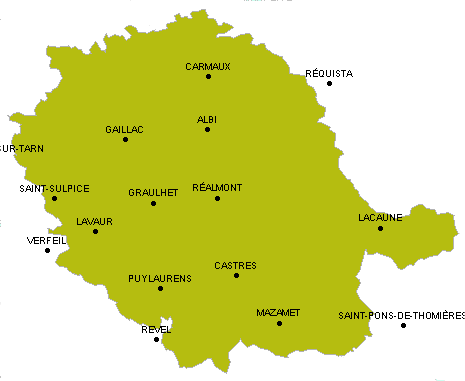 CARMAUX
RÉQUISTA
ALBI
GAILLAC
SUR-TARN
SAINT-SULPICE
GRAULHET
RÉALMONT
LACAUNE
LAVAUR
VERFEIL
CASTRES
PUYLAURENS
MAZAMET
SAINT-PONS-DE-THOMIÈRES
REVEL